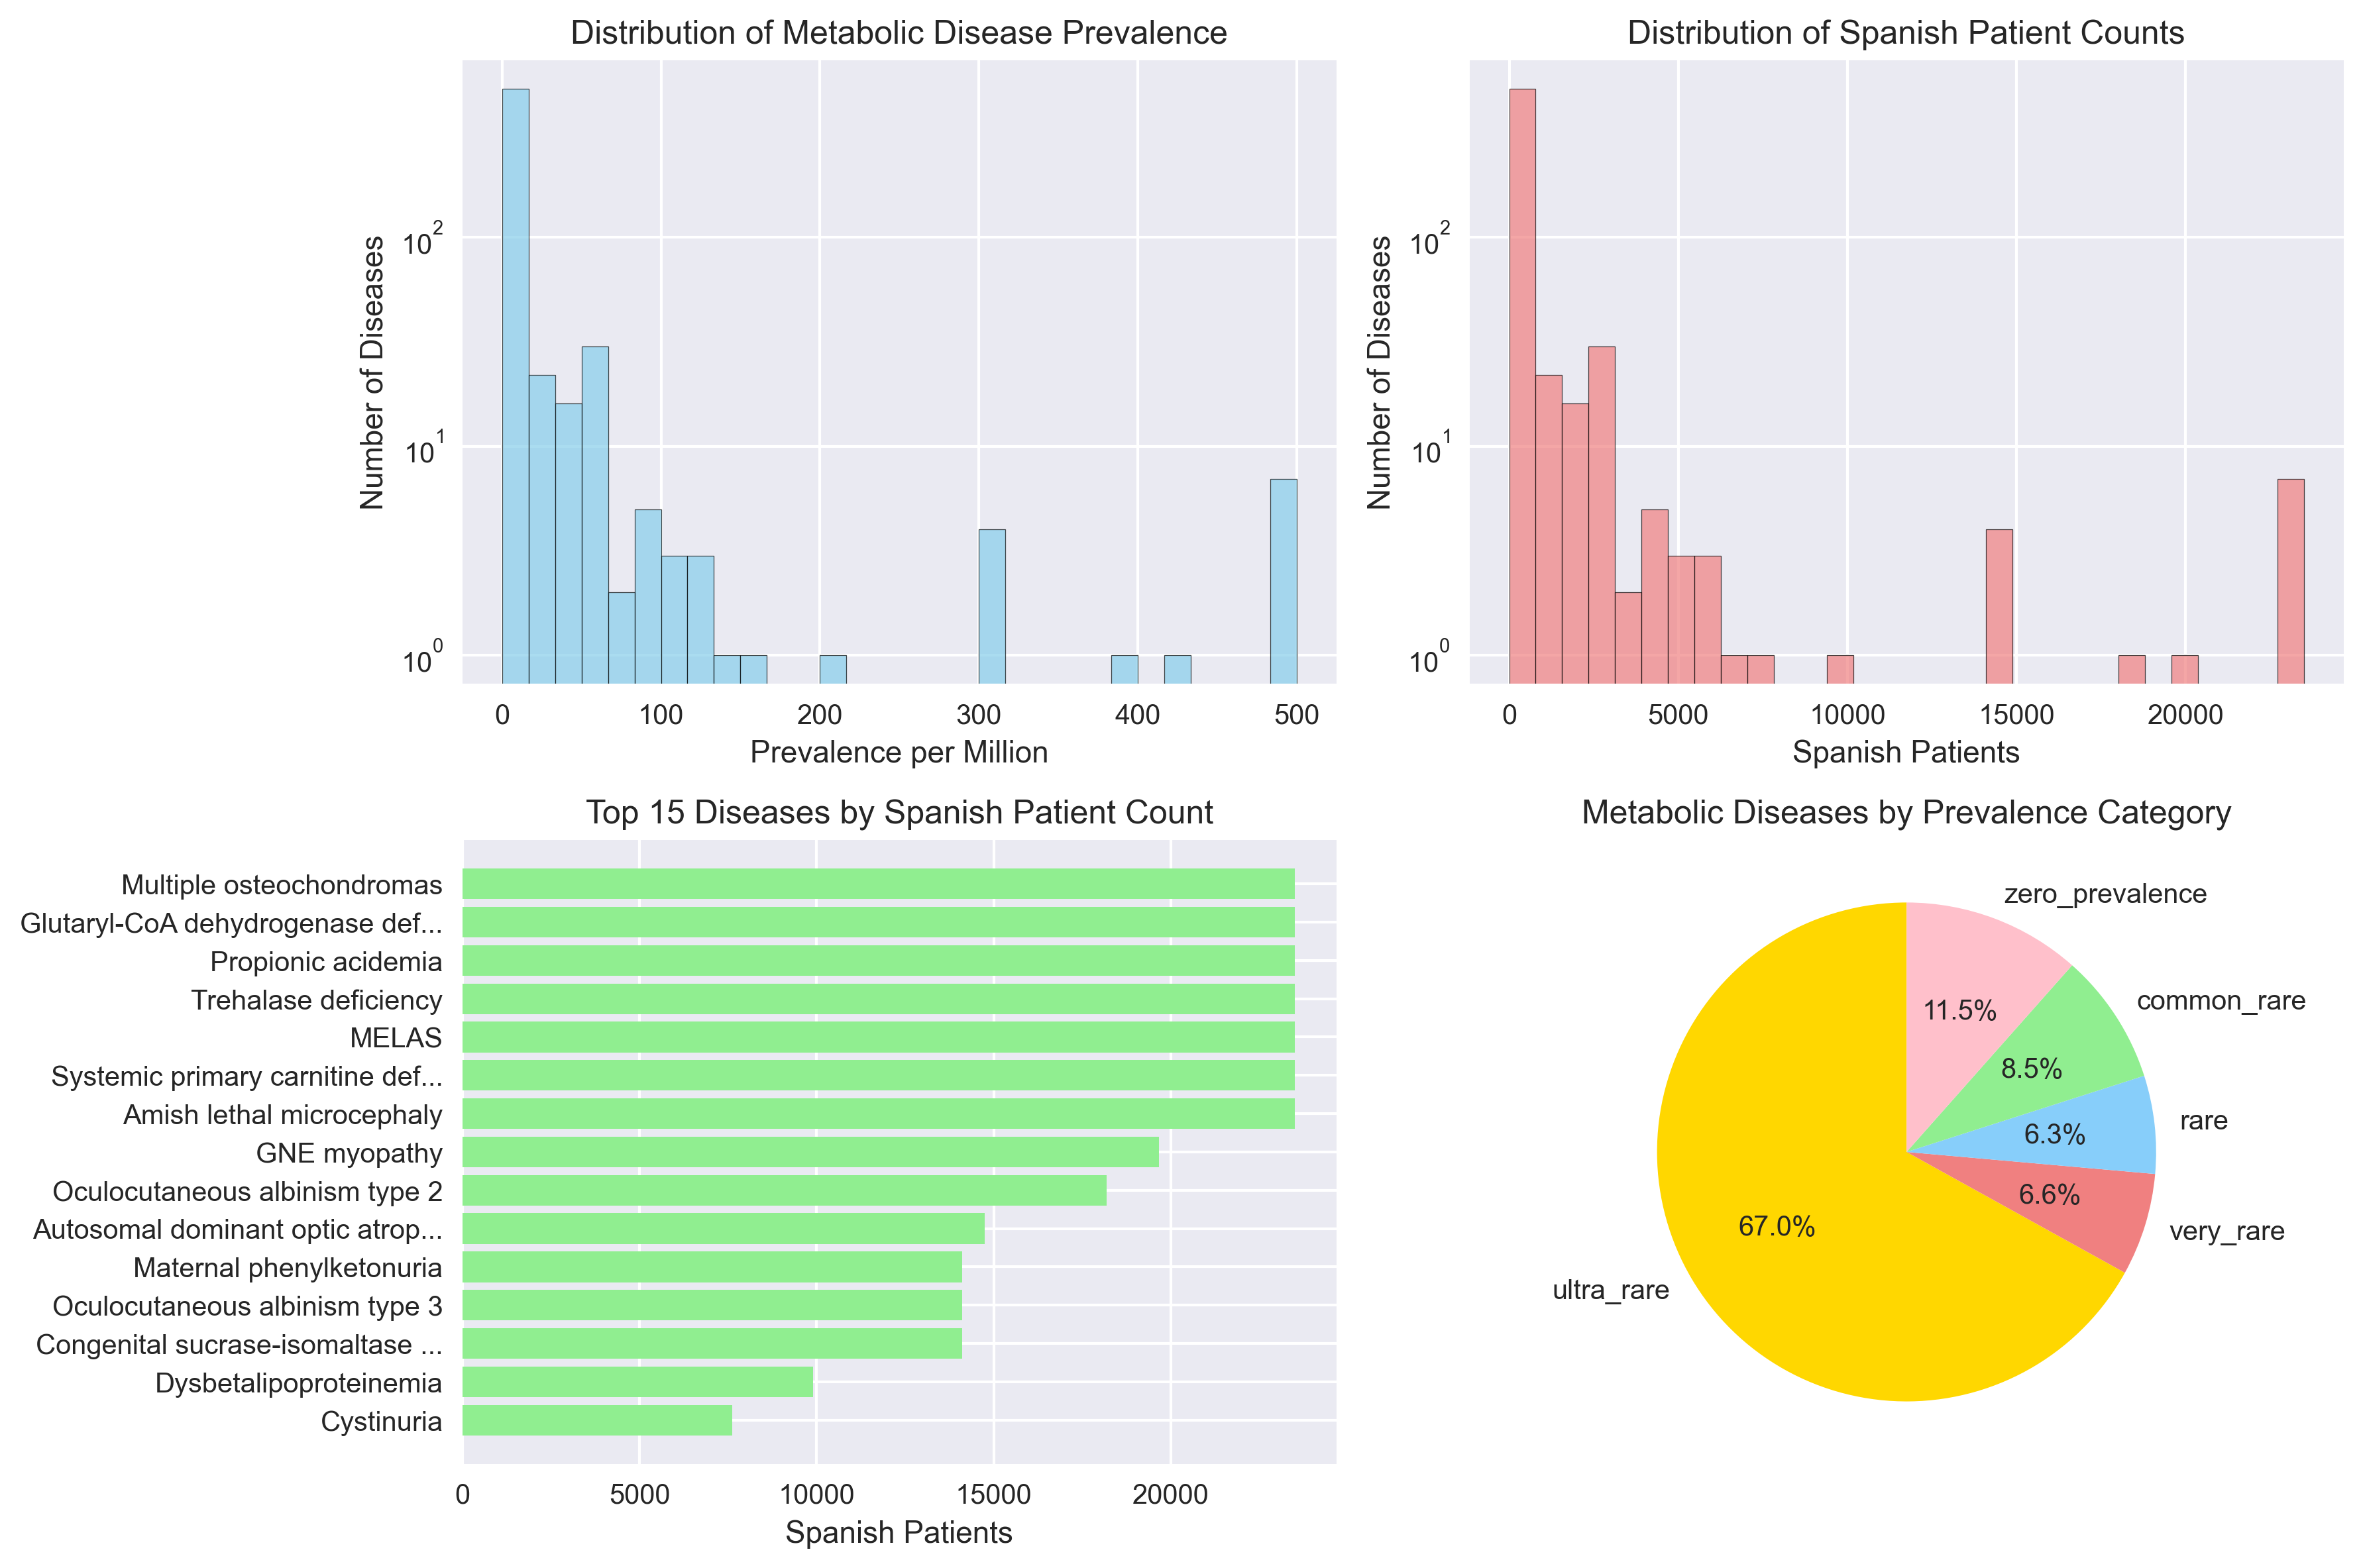 Distribution of Metabolic Disease Prevalence
Number of Diseases
10^2
10^1
10^0
0 100 200 300 400 500
Prevalence per Million
Distribution of Spanish Patient Counts
Number of Diseases
10^2
10^1
10^0
0 5000 10000 15000 20000
Spanish Patients
Top 15 Diseases by Spanish Patient Count
Multiple osteochondromas
Glutaryl-CoA dehydrogenase def...
Propionic acidemia
Trehalase deficiency
MELAS
Systemic primary carnitine def...
Amish lethal microcephaly
GNE myopathy
Oculocutaneous albinism type 2
Autosomal dominant optic atrop...
Maternal phenylketonuria
Oculocutaneous albinism type 3
Congenital sucrase-isomaltase ...
Dysbetalipoproteinemia
Cystinuria
0 5000 10000 15000 20000
Spanish Patients
Metabolic Diseases by Prevalence Category
zero_prevalence
11.5%
common_rare
8.5%
rare
6.3%
very_rare
6.6%
67.0%
ultra_rare